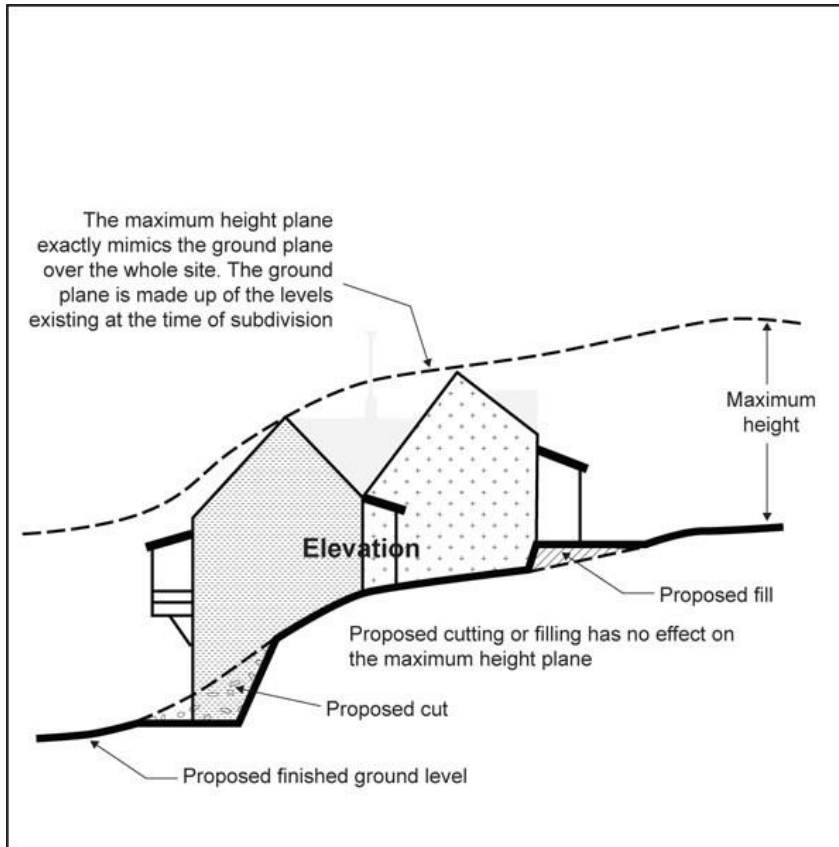 The maximum height plane
exactly mimics the ground plane
over the whole site. The ground
plane is made up of the levels
existing at the time of subdivision
Maximum
height
Elevation
Proposed fill
Proposed cutting or filling has no effect on
the maximum height plane
Proposed cut
Proposed finished ground level